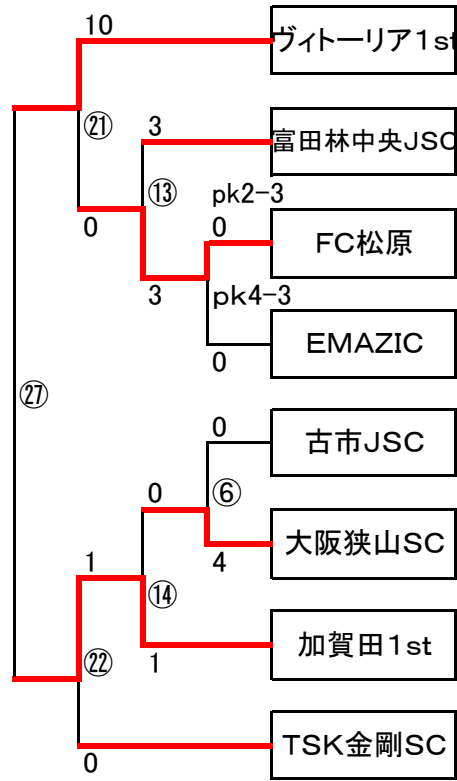 10
ヴィトーリア1st
㉑
3
富田林中央JSC
⑬
pk2-3
0
0
FC松原
3
pk4-3
0
EMAZIC
㉗
0
古市JSC
0
⑥
大阪狭山SC
1
4
⑭
加賀田1st
㉒
1
TSK金剛SC
0